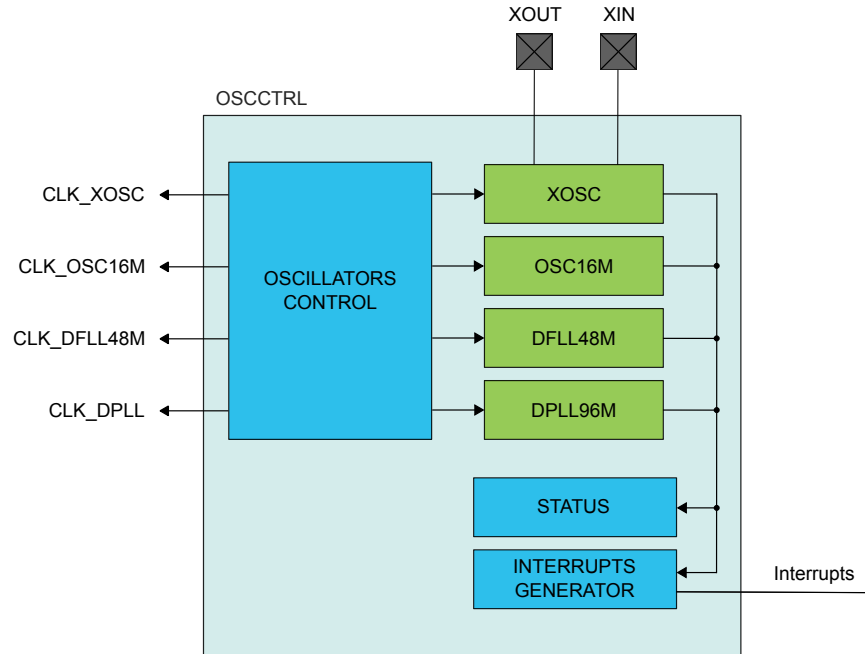 XOUT XIN
OSCCTRL
CLK_XOSC
XOSC
CLK_OSC16M
OSC16M
OSCILLATORS
CONTROL
CLK_DFLL48M
DFLL48M
CLK_DPLL
DPLL96M
STATUS
INTERRUPTS
GENERATOR
Interrupts